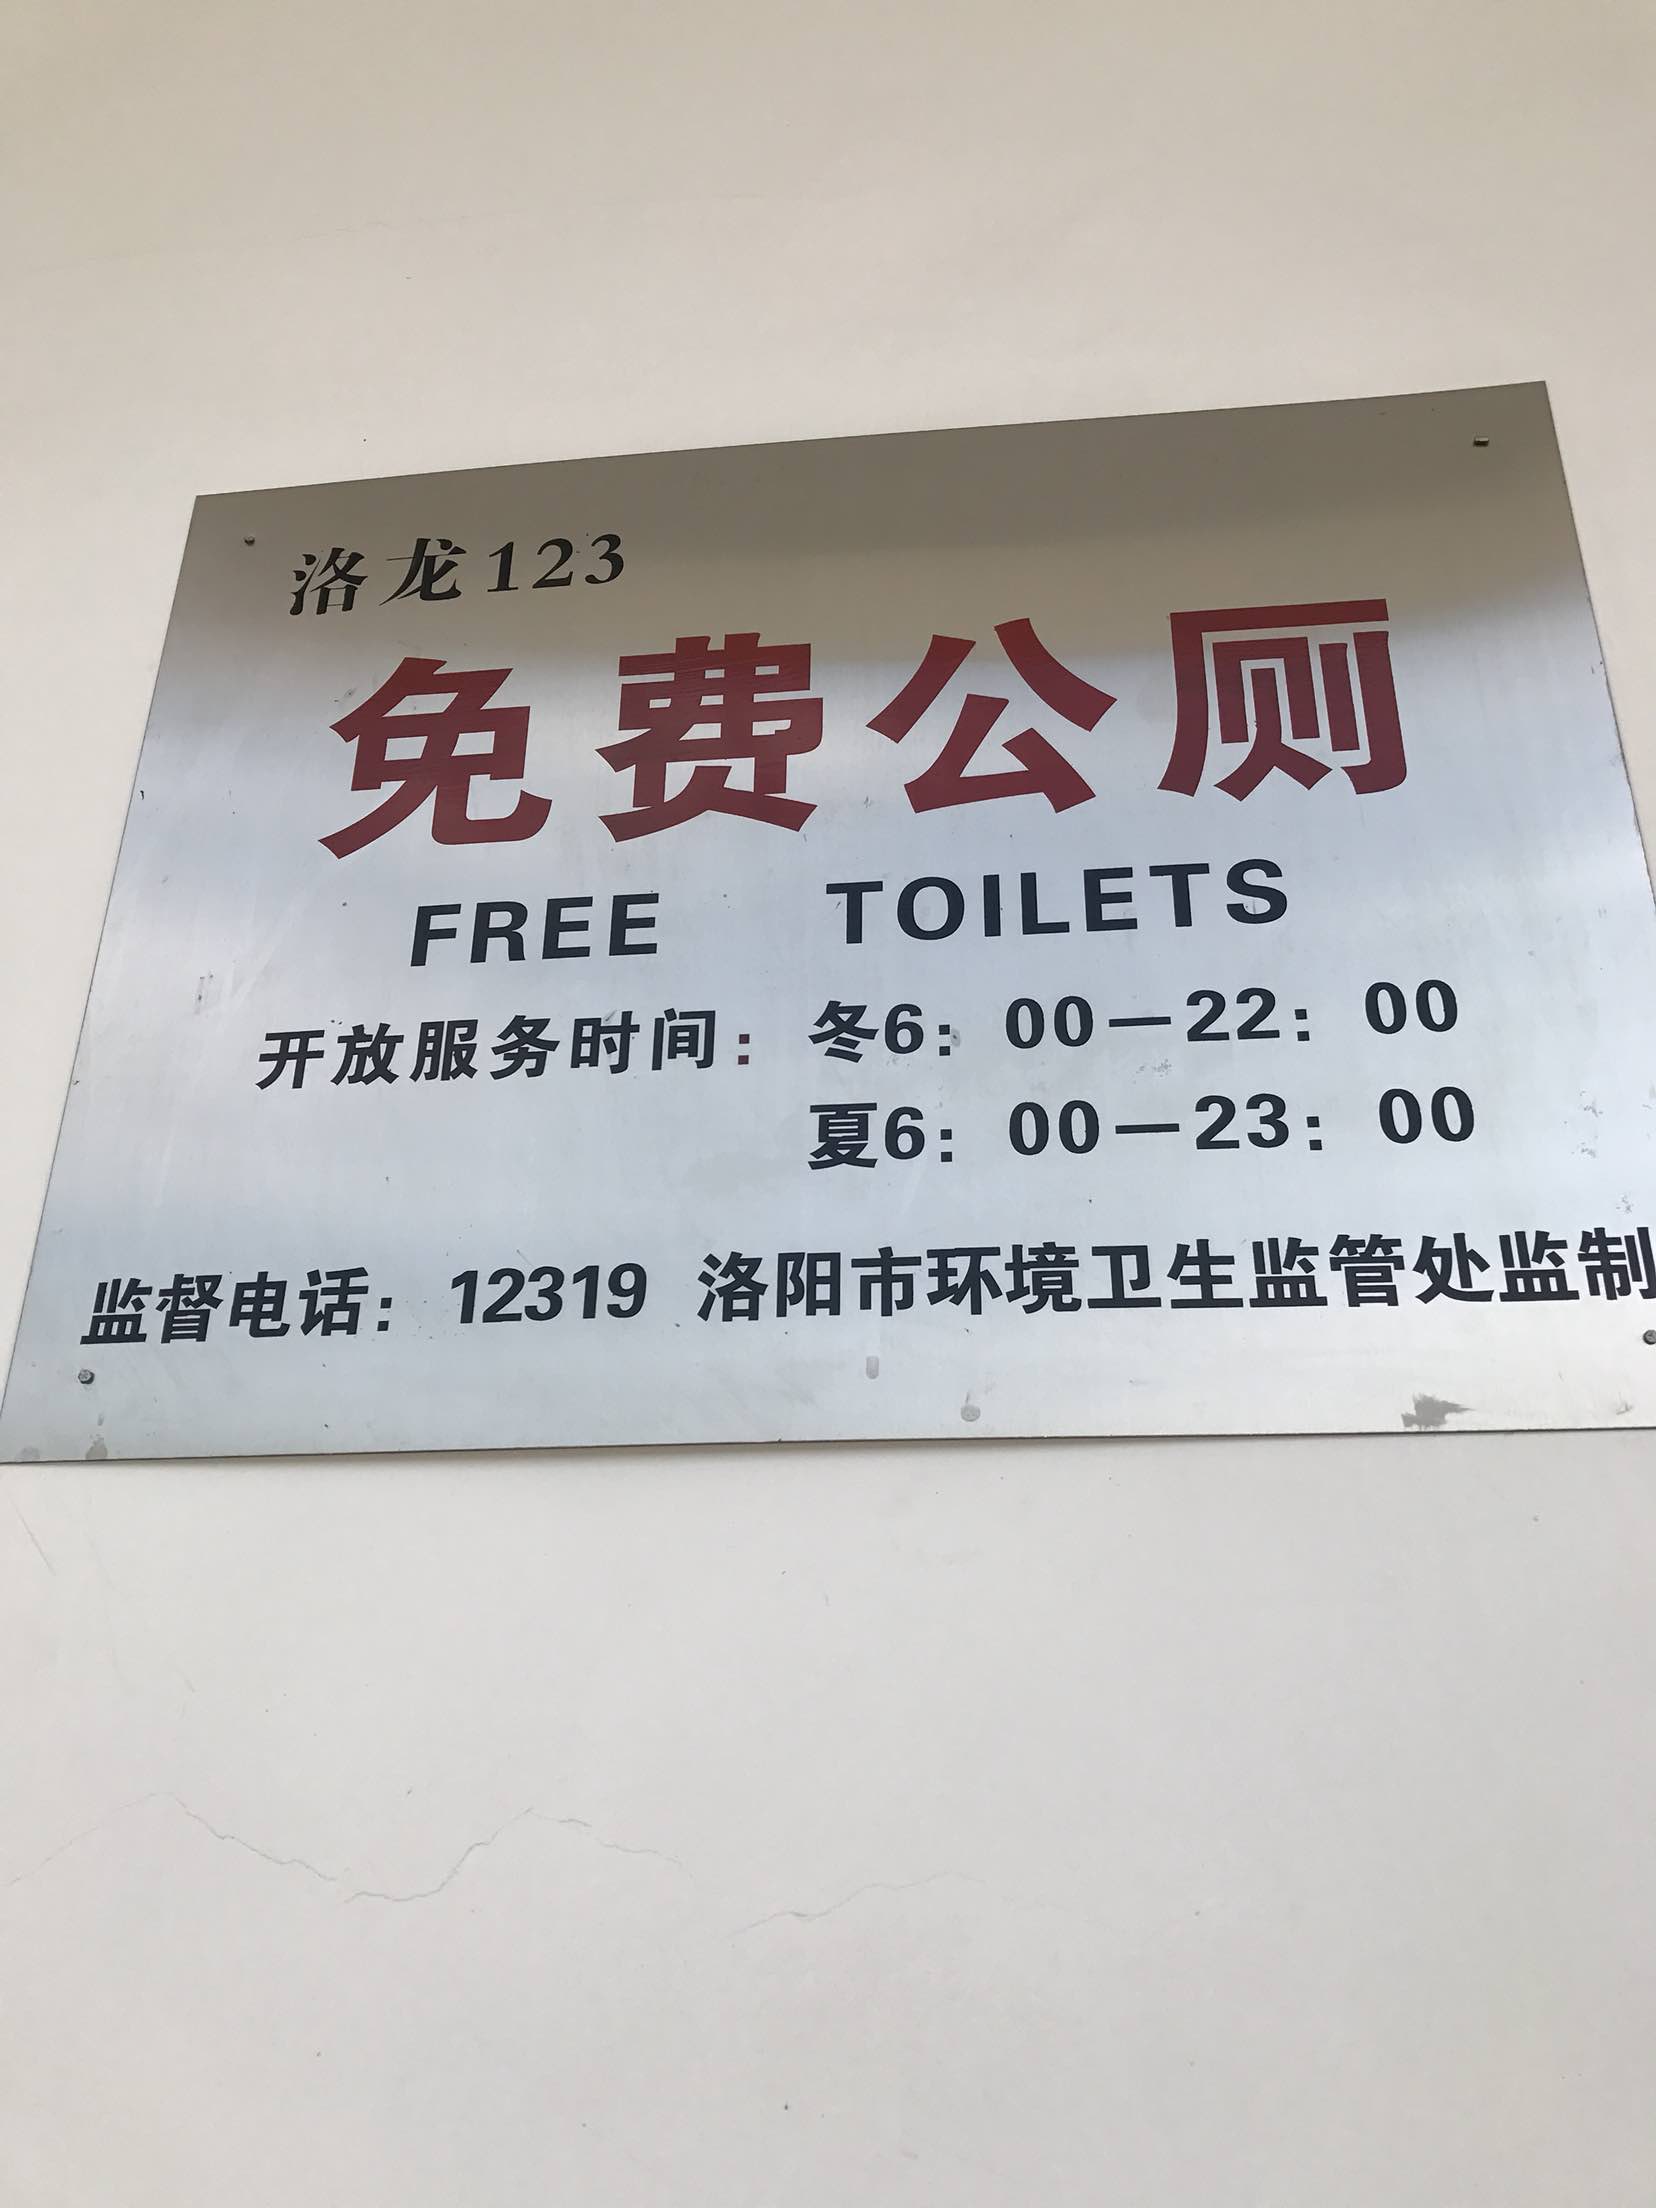 洛龙123
免费公厕
FREE TOILETS
开放服务时间：冬6：00—22：00
夏6：00—23：00
监督电话：12319 洛阳市环境卫生监管处监制